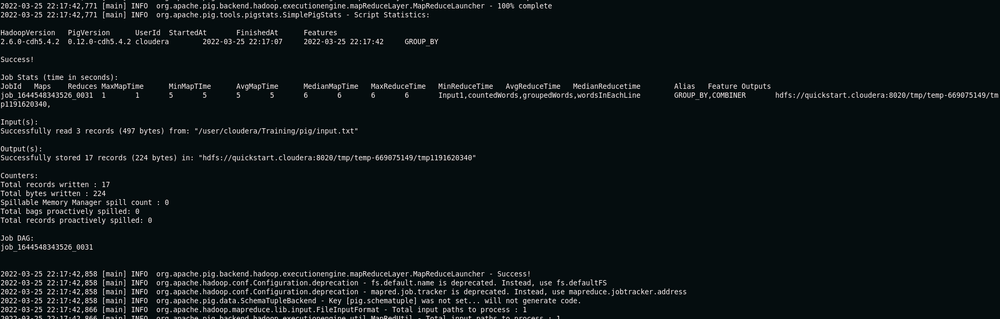 2022-03-25 22:17:42,771 [main] INFO  org.apache.pig.backend.hadoop.executionengine.mapReduceLayer.MapReduceLauncher - 100% complete
2022-03-25 22:17:42,771 [main] INFO  org.apache.pig.tools.pigstats.SimplePigStats - Script Statistics:
HadoopVersion   PigVersion      UserId  StartedAt       FinishedAt      Features
2.6.0-cdh5.4.2  0.12.0-cdh5.4.2 cloudera        2022-03-25 22:17:07     2022-03-25 22:17:42     GROUP_BY
Success!
Job Stats (time in seconds):
JobId   Maps    Reduces MaxMapTime      MinMapTIme      AvgMapTime      MedianMapTime   MaxReduceTime   MinReduceTime   AvgReduceTime   MedianReducetime        Alias   Feature Outputs
job_1644548343526_0031  1       1       5       5       5       5       6       6       6       6       Input1,countedWords,groupedWords,wordsInEachLine        GROUP_BY,COMBINER       hdfs://quickstart.cloudera:8020/tmp/temp-669075149/tm
p1191620340,
Input(s):
Successfully read 3 records (497 bytes) from: "/user/cloudera/Training/pig/input.txt"
Output(s):
Successfully stored 17 records (224 bytes) in: "hdfs://quickstart.cloudera:8020/tmp/temp-669075149/tmp1191620340"
Counters:
Total records written : 17
Total bytes written : 224
Spillable Memory Manager spill count : 0
Total bags proactively spilled: 0
Total records proactively spilled: 0
Job DAG:
job_1644548343526_0031
2022-03-25 22:17:42,858 [main] INFO  org.apache.pig.backend.hadoop.executionengine.mapReduceLayer.MapReduceLauncher - Success!
2022-03-25 22:17:42,858 [main] INFO  org.apache.hadoop.conf.Configuration.deprecation - fs.default.name is deprecated. Instead, use fs.defaultFS
2022-03-25 22:17:42,858 [main] INFO  org.apache.hadoop.conf.Configuration.deprecation - mapred.job.tracker is deprecated. Instead, use mapreduce.jobtracker.address
2022-03-25 22:17:42,858 [main] INFO  org.apache.pig.data.SchemaTupleBackend - Key [pig.schematuple] was not set... will not generate code.
2022-03-25 22:17:42,866 [main] INFO  org.apache.hadoop.mapreduce.lib.input.FileInputFormat - Total input paths to process : 1
2022-03-25 22:17:42,866 [main] INFO  org.apache.pig.backend.hadoop.executionengine.util.MapRedUtil - Total input paths to process : 1